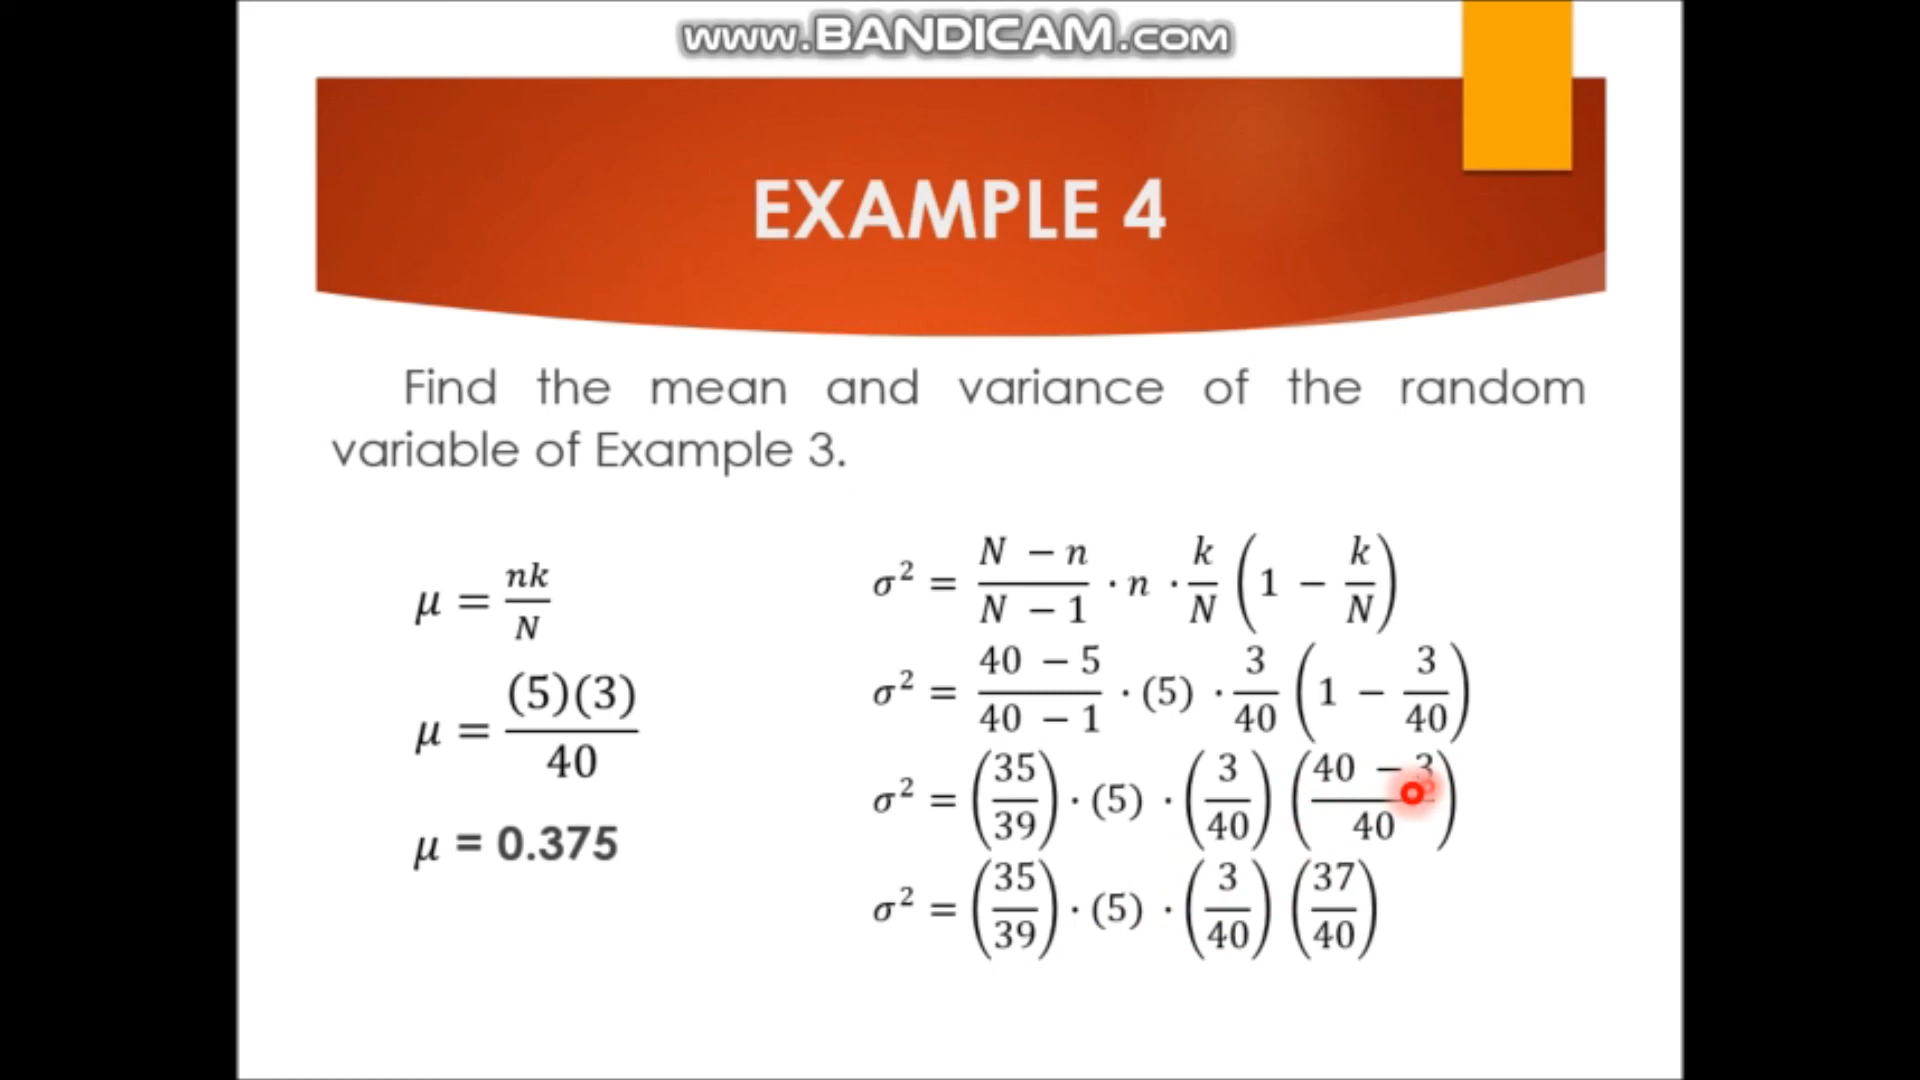 www.BANDICAM.com
EXAMPLE 4
Find the mean and variance of the random
variable of Example 3.
μ = nk/N
μ = (5)(3)/40
μ = 0.375
σ² = (N − n)/(N − 1) · n · k/N (1 − k/N)
σ² = (40 − 5)/(40 − 1) · (5) · 3/40 (1 − 3/40)
σ² = (35/39) · (5) · (3/40) ((40 − 3)/40)
σ² = (35/39) · (5) · (3/40) (37/40)